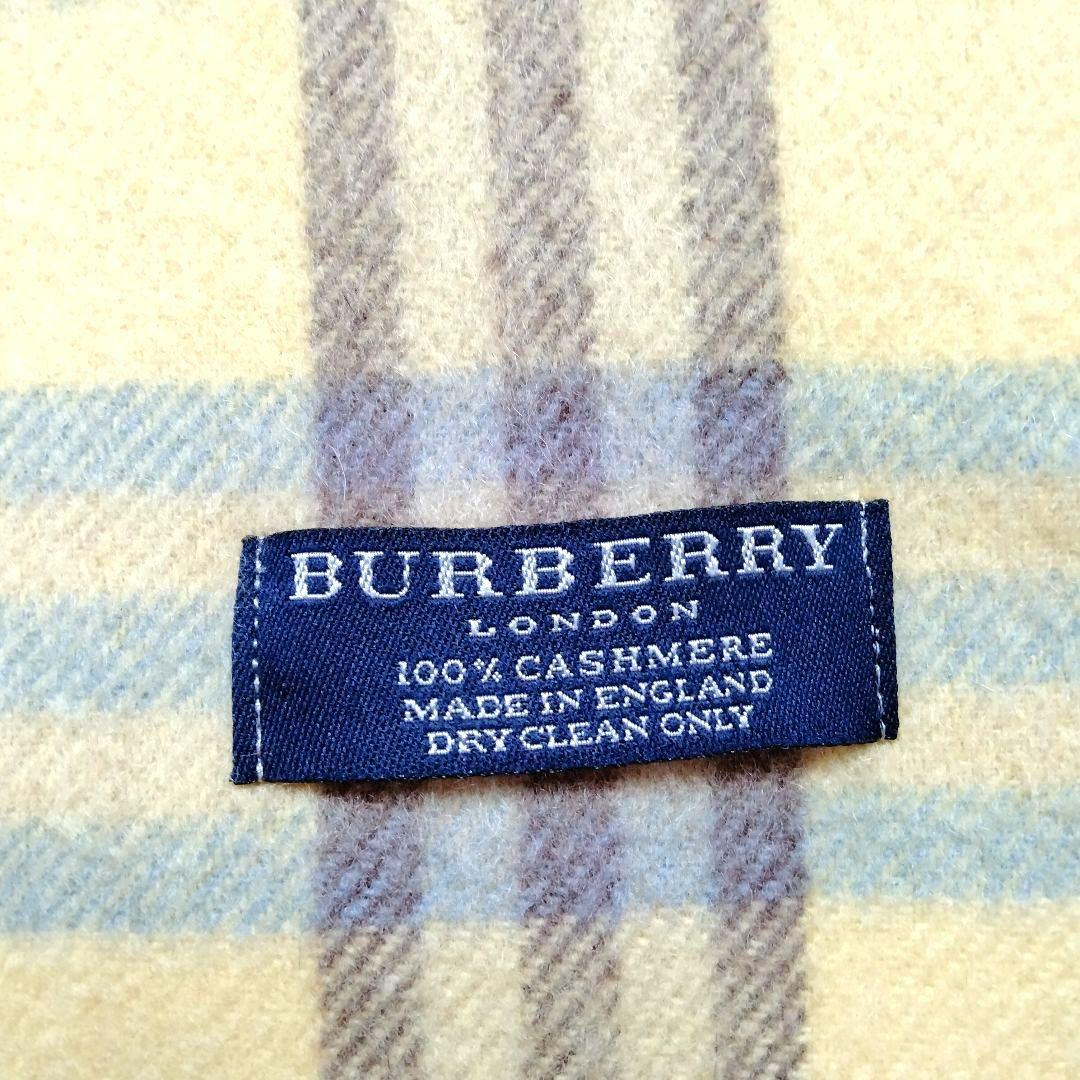 BURBERRY
LONDON
100% CASHMERE
MADE IN ENGLAND
DRY CLEAN ONLY